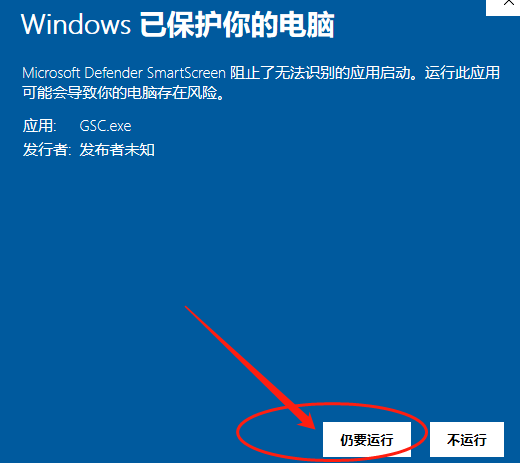 Windows 已保护你的电脑
Microsoft Defender SmartScreen 阻止了无法识别的应用启动。运行此应用
可能会导致你的电脑存在风险。
应用: GSC.exe
发行者: 发布者未知
仍要运行 不运行